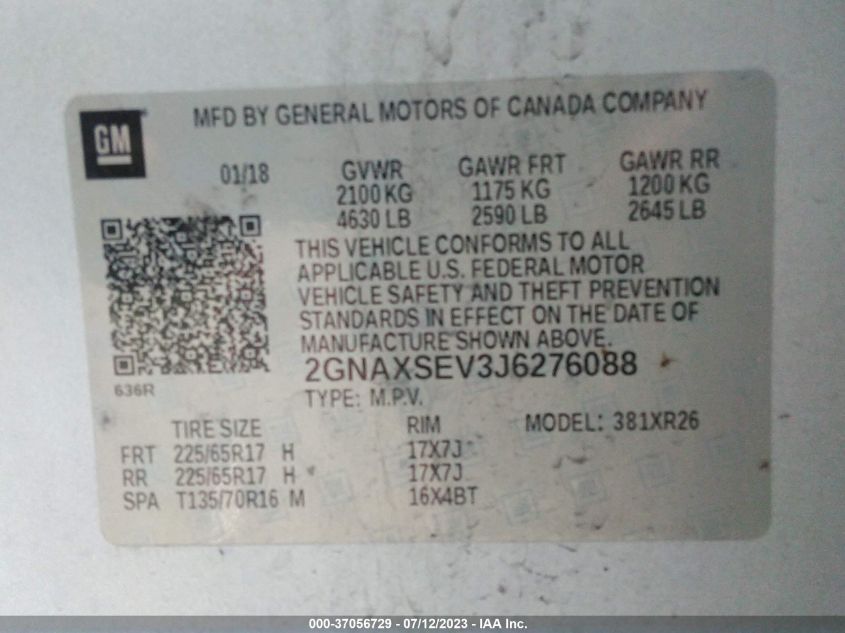 MFD BY GENERAL MOTORS OF CANADA COMPANY
GM
01/18 GVWR GAWR FRT GAWR RR
2100 KG 1175 KG 1200 KG
4630 LB 2590 LB 2645 LB
THIS VEHICLE CONFORMS TO ALL
APPLICABLE U.S. FEDERAL MOTOR
VEHICLE SAFETY AND THEFT PREVENTION
STANDARDS IN EFFECT ON THE DATE OF
MANUFACTURE SHOWN ABOVE.
2GNAXSEV3J6276088
636R
TYPE: M.P.V.
TIRE SIZE RIM MODEL: 381XR26
FRT 225/65R17 H 17X7J
RR 225/65R17 H 17X7J
SPA T135/70R16 M 16X4BT
000-37056729 - 07/12/2023 - IAA Inc.